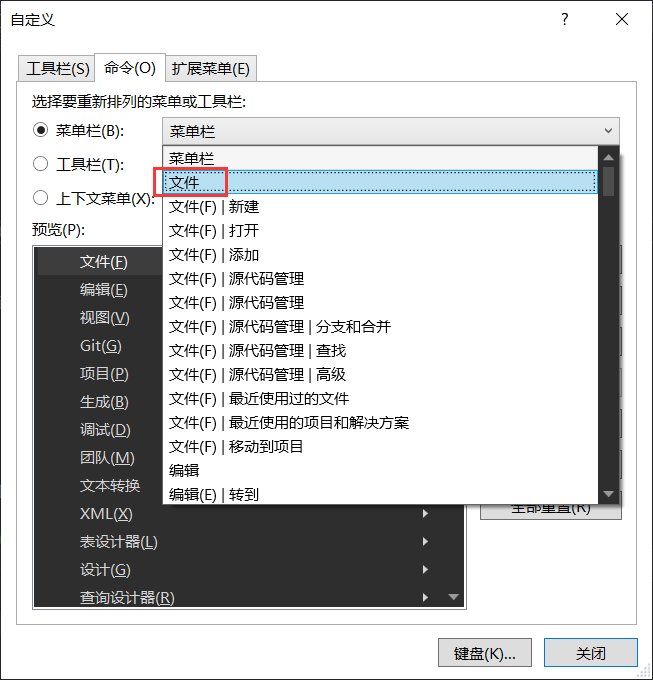 自定义
?
工具栏(S) 命令(O) 扩展菜单(E)
选择要重新排列的菜单或工具栏:
菜单栏(B): 菜单栏
工具栏(T):
上下文菜单(X):
菜单栏
文件
文件(F) | 新建
文件(F) | 打开
文件(F) | 添加
文件(F) | 源代码管理
文件(F) | 源代码管理
文件(F) | 源代码管理 | 分支和合并
文件(F) | 源代码管理 | 查找
文件(F) | 源代码管理 | 高级
文件(F) | 最近使用过的文件
文件(F) | 最近使用的项目和解决方案
文件(F) | 移动到项目
编辑
编辑(E) | 转到
预览(P):
文件(F)
编辑(E)
视图(V)
Git(G)
项目(P)
生成(B)
调试(D)
团队(M)
文本转换
XML(X)
表设计器(L)
设计(G)
查询设计器(R)
全部重置(R)
键盘(K)... 关闭